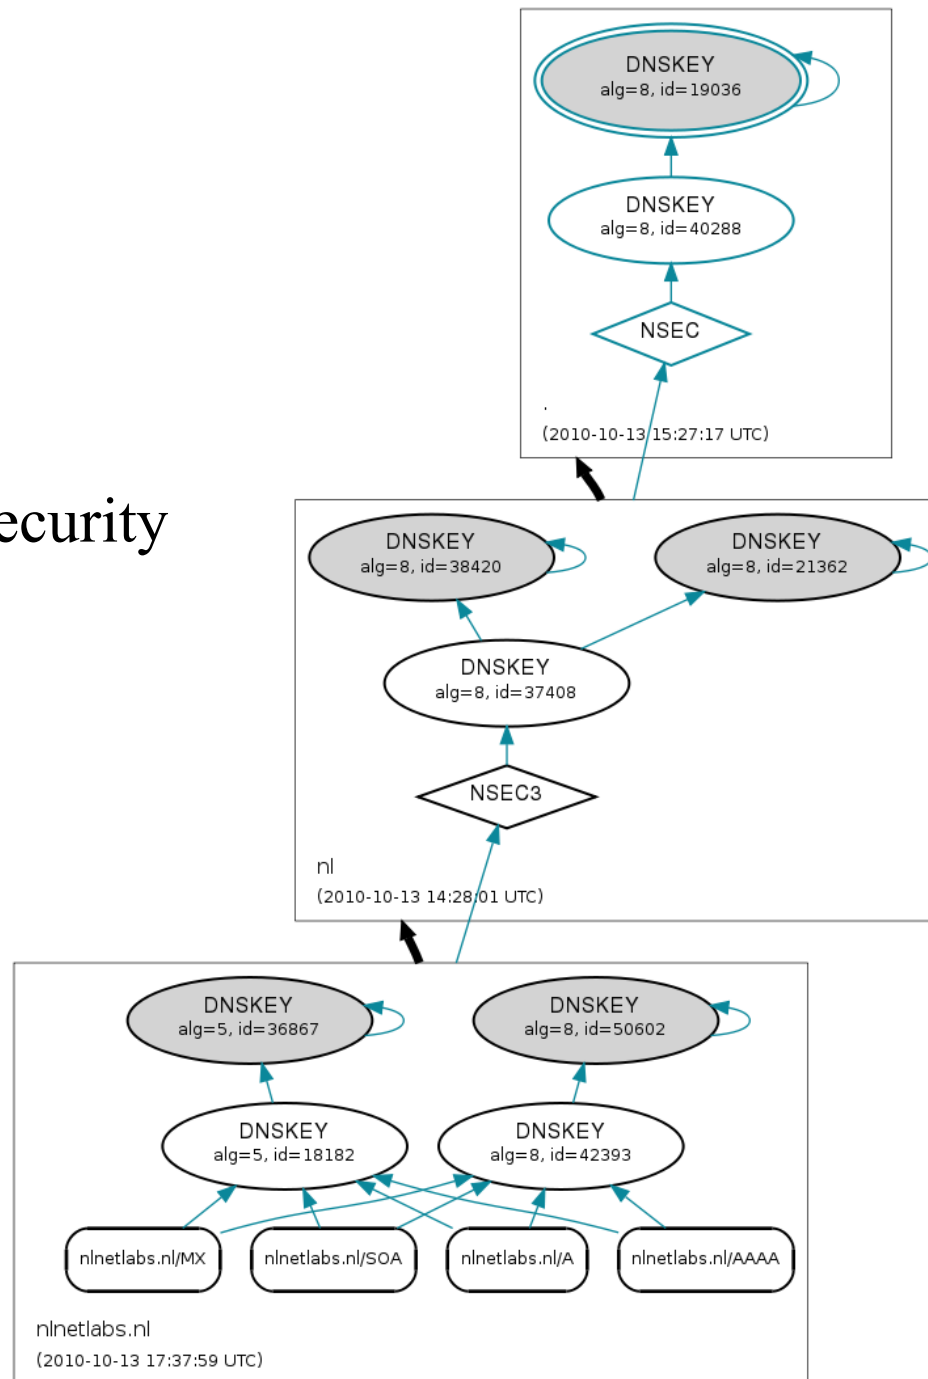 DNSKEY
alg=8, id=19036
DNSKEY
alg=8, id=40288
NSEC
.
(2010-10-13 15:27:17 UTC)
ecurity
DNSKEY
alg=8, id=38420
DNSKEY
alg=8, id=21362
DNSKEY
alg=8, id=37408
NSEC3
nl
(2010-10-13 14:28:01 UTC)
DNSKEY
alg=5, id=36867
DNSKEY
alg=8, id=50602
DNSKEY
alg=5, id=18182
DNSKEY
alg=8, id=42393
nlnetlabs.nl/MX
nlnetlabs.nl/SOA
nlnetlabs.nl/A
nlnetlabs.nl/AAAA
nlnetlabs.nl
(2010-10-13 17:37:59 UTC)